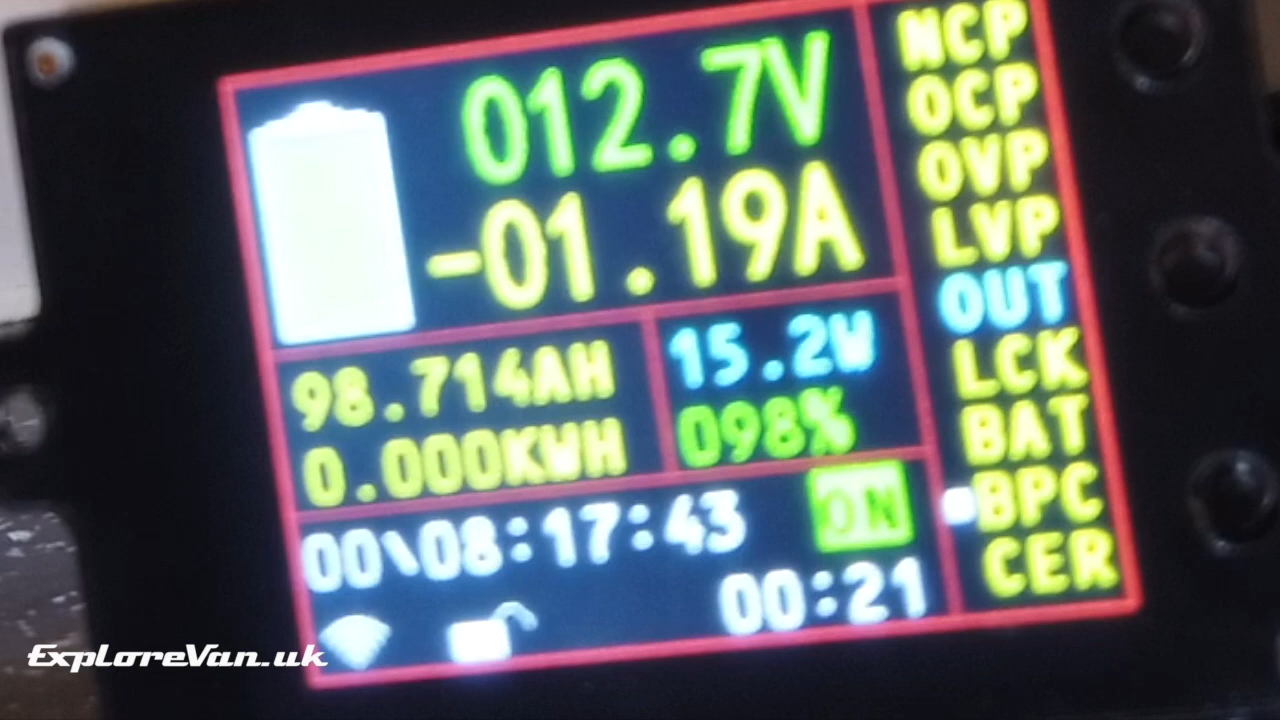 012.7V
-01.19A
98.714AH
0.000KWH
15.2W
098%
00\08:17:43
ON
00:21
NCP
OCP
OVP
LVP
OUT
LCK
BAT
BPC
CER
ExploreVan.uk